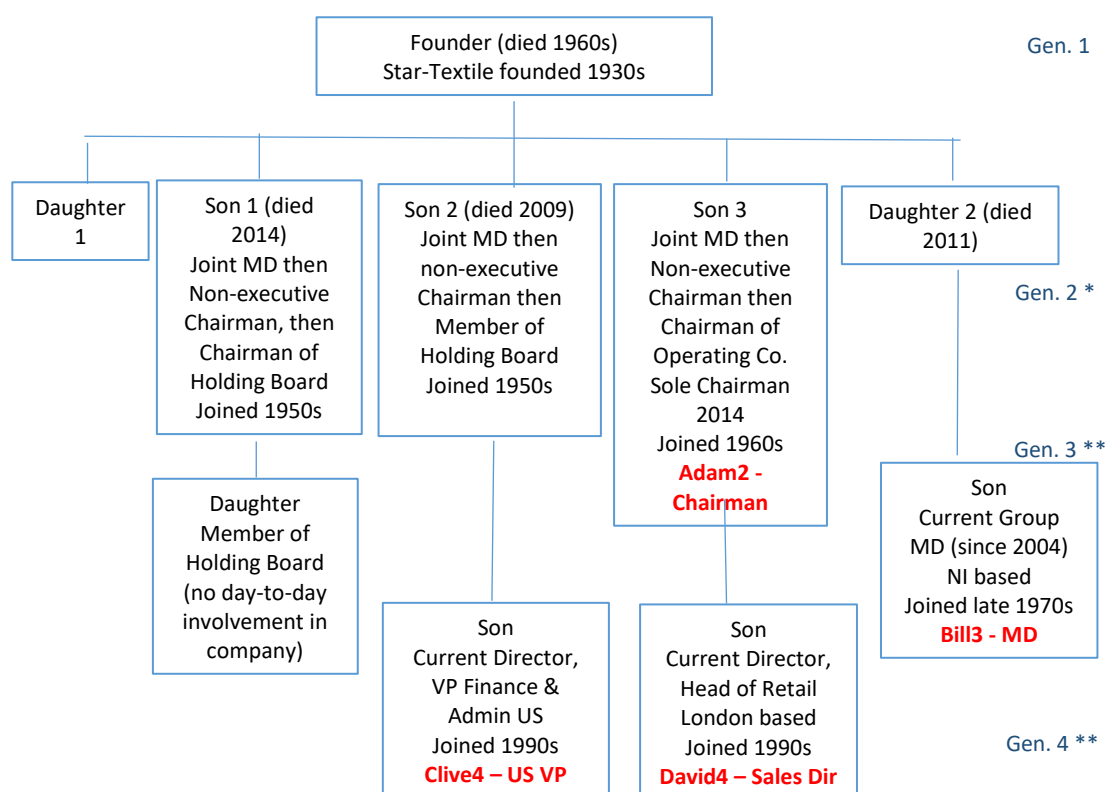 Founder (died 1960s)
Star-Textile founded 1930s
Gen. 1
Daughter
1
Son 1 (died
2014)
Joint MD then
Non-executive
Chairman, then
Chairman of
Holding Board
Joined 1950s
Son 2 (died 2009)
Joint MD then
non-executive
Chairman then
Member of
Holding Board
Joined 1950s
Son 3
Joint MD then
Non-executive
Chairman then
Chairman of
Operating Co.
Sole Chairman
2014
Joined 1960s
Adam2 -
Chairman
Daughter 2 (died
2011)
Gen. 2 *
Gen. 3 **
Daughter
Member of
Holding Board
(no day-to-day
involvement in
company)
Son
Current Director,
VP Finance &
Admin US
Joined 1990s
Clive4 – US VP
Son
Current Director,
Head of Retail
London based
Joined 1990s
David4 – Sales Dir
Son
Current Group
MD (since 2004)
NI based
Joined late 1970s
Bill3 - MD
Gen. 4 **